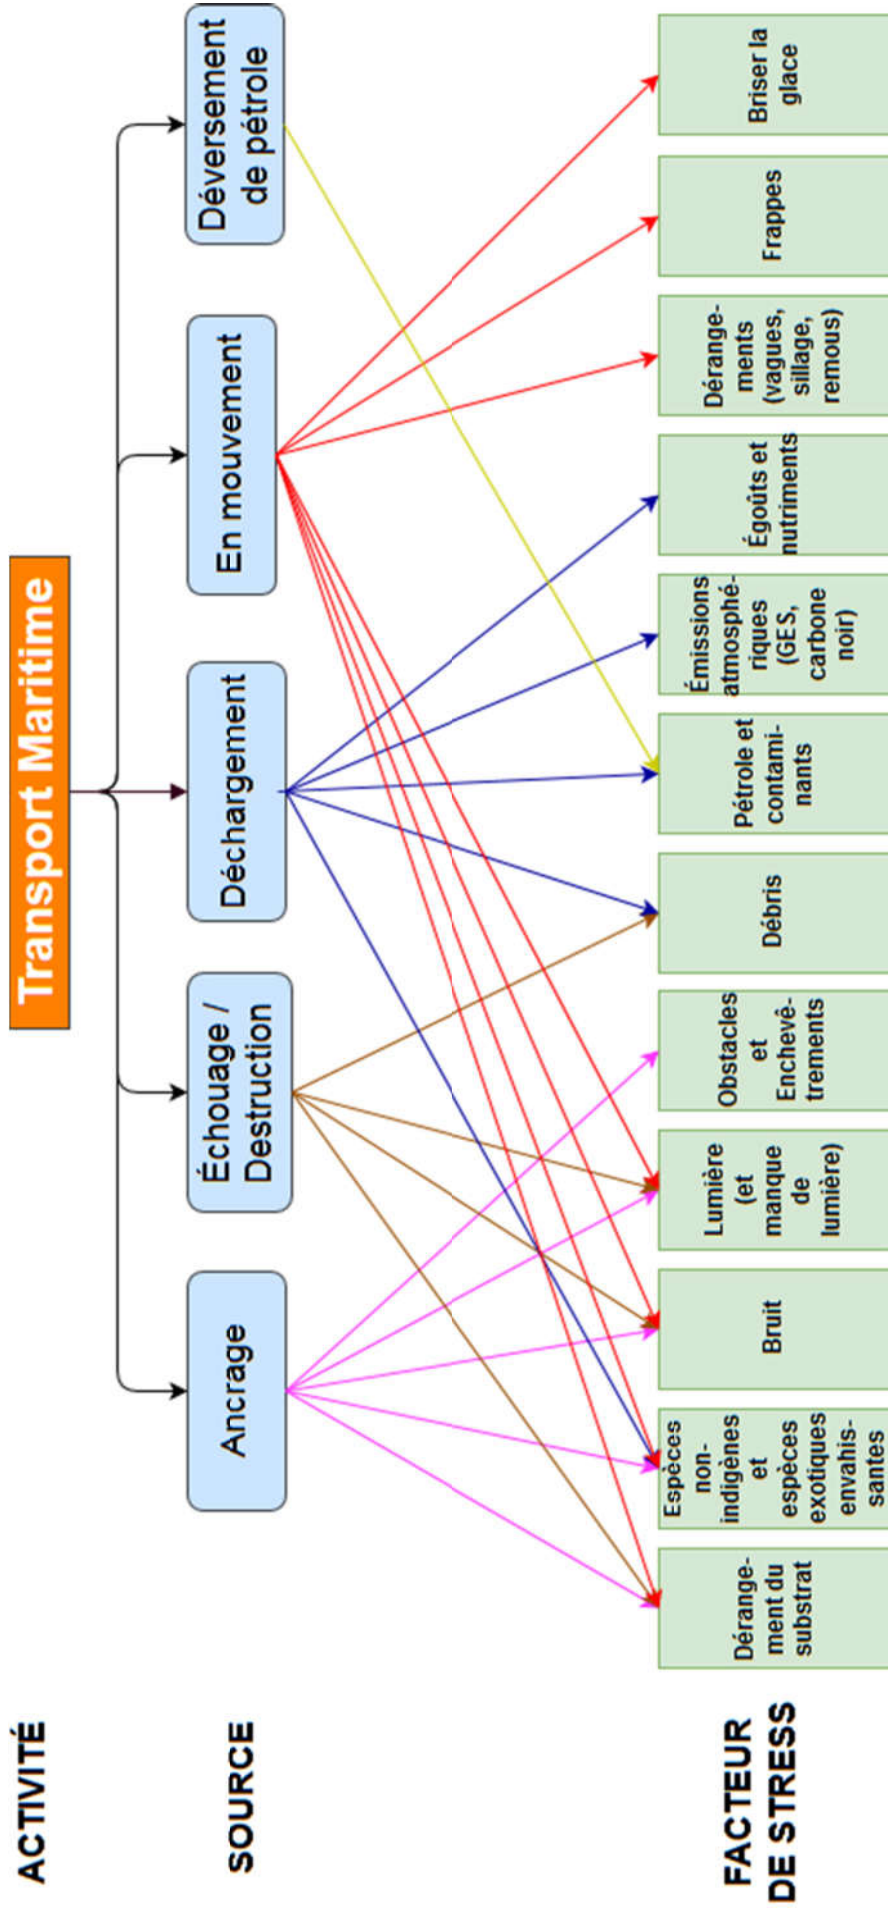 ACTIVITÉ
Transport Maritime
SOURCE
Ancrage
Échouage /
Destruction
Déchargement
En mouvement
Déversement
de pétrole
FACTEUR
DE STRESS
Dérange-
ment du
substrat
Espèces
non-
indigènes
et
espèces
exotiques
envahis-
santes
Bruit
Lumière
(et
manque
de
lumière)
Obstacles
et
Enchevê-
trements
Débris
Pétrole et
contami-
nants
Émissions
atmosphé-
riques
(GES,
carbone
noir)
Égoûts et
nutriments
Dérange-
ments
(vagues,
sillage,
remous)
Frappes
Briser la
glace